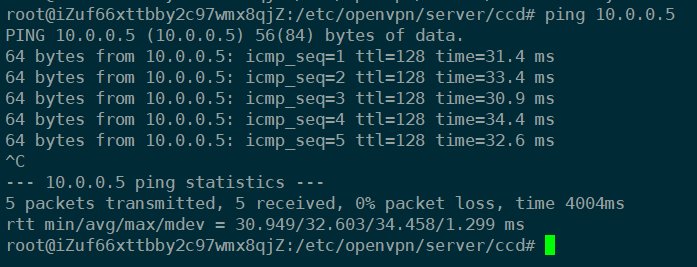 root@iZuf66xttbby2c97wmx8qjZ:/etc/openvpn/server/ccd# ping 10.0.0.5
PING 10.0.0.5 (10.0.0.5) 56(84) bytes of data.
64 bytes from 10.0.0.5: icmp_seq=1 ttl=128 time=31.4 ms
64 bytes from 10.0.0.5: icmp_seq=2 ttl=128 time=33.4 ms
64 bytes from 10.0.0.5: icmp_seq=3 ttl=128 time=30.9 ms
64 bytes from 10.0.0.5: icmp_seq=4 ttl=128 time=34.4 ms
64 bytes from 10.0.0.5: icmp_seq=5 ttl=128 time=32.6 ms
^C
--- 10.0.0.5 ping statistics ---
5 packets transmitted, 5 received, 0% packet loss, time 4004ms
rtt min/avg/max/mdev = 30.949/32.603/34.458/1.299 ms
root@iZuf66xttbby2c97wmx8qjZ:/etc/openvpn/server/ccd#